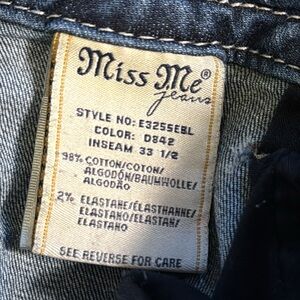 Miss Me®
jeans
STYLE NO: E3255EBL
COLOR: D842
INSEAM 33 1/2
98% COTTON/COTON/
ALGODÓN/BAUMWOLLE/
ALGODÃO
2% ELASTANE/ÉLASTHANNE/
ELASTANO/ELASTAN/
ELASTANO
SEE REVERSE FOR CARE